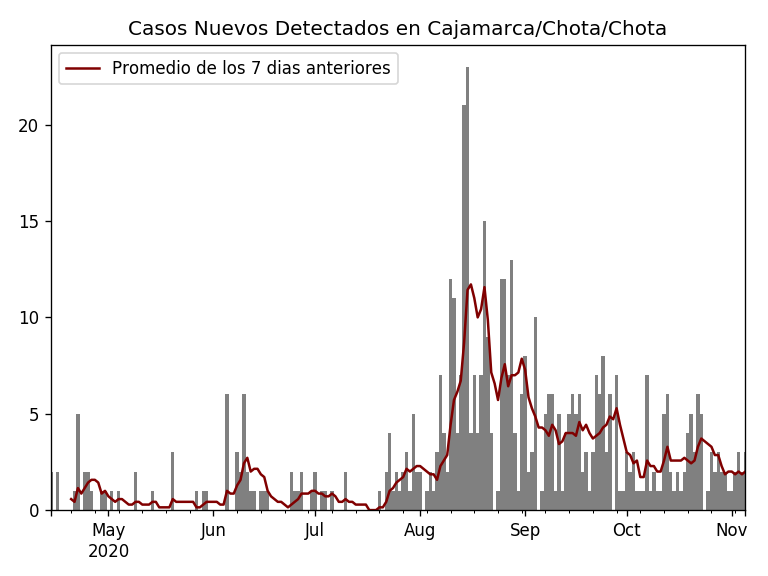 Casos Nuevos Detectados en Cajamarca/Chota/Chota
Promedio de los 7 dias anteriores
20
15
10
5
0
May Jun Jul Aug Sep Oct Nov
2020